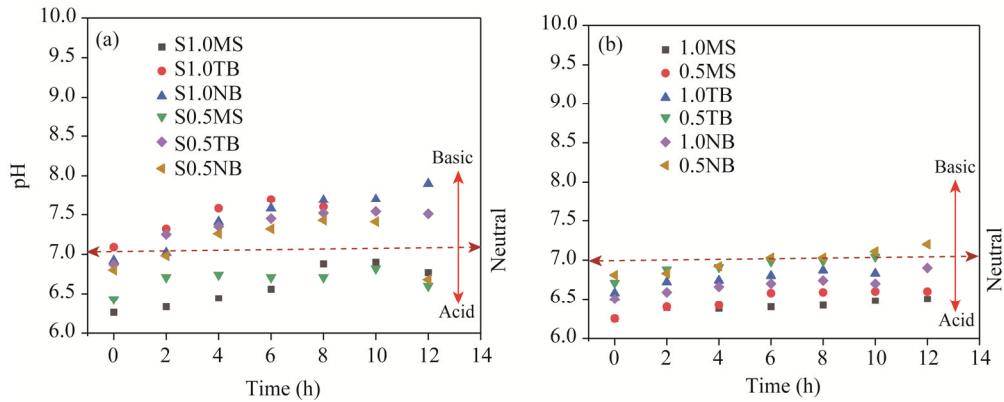 (a)
S1.0MS
S1.0TB
S1.0NB
S0.5MS
S0.5TB
S0.5NB
10.0
9.5
9.0
8.5
8.0
7.5
7.0
6.5
6.0
pH
Basic
Acid
Neutral
0 2 4 6 8 10 12 14
Time (h)
(b)
1.0MS
0.5MS
1.0TB
0.5TB
1.0NB
0.5NB
10.0
9.5
9.0
8.5
8.0
7.5
7.0
6.5
6.0
Basic
Acid
Neutral
0 2 4 6 8 10 12 14
Time (h)